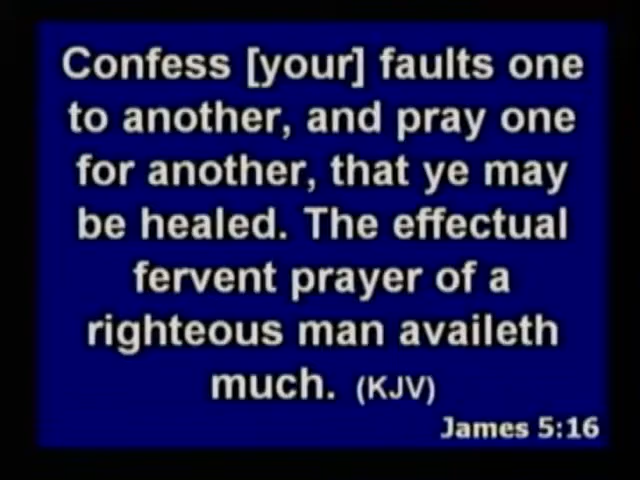 Confess [your] faults one
to another, and pray one
for another, that ye may
be healed. The effectual
fervent prayer of a
righteous man availeth
much. (KJV)
James 5:16